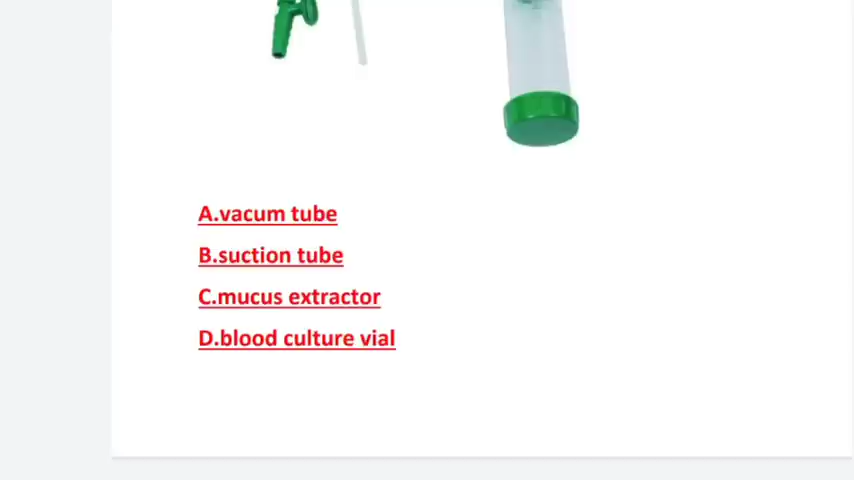 A.vacum tube
B.suction tube
C.mucus extractor
D.blood culture vial